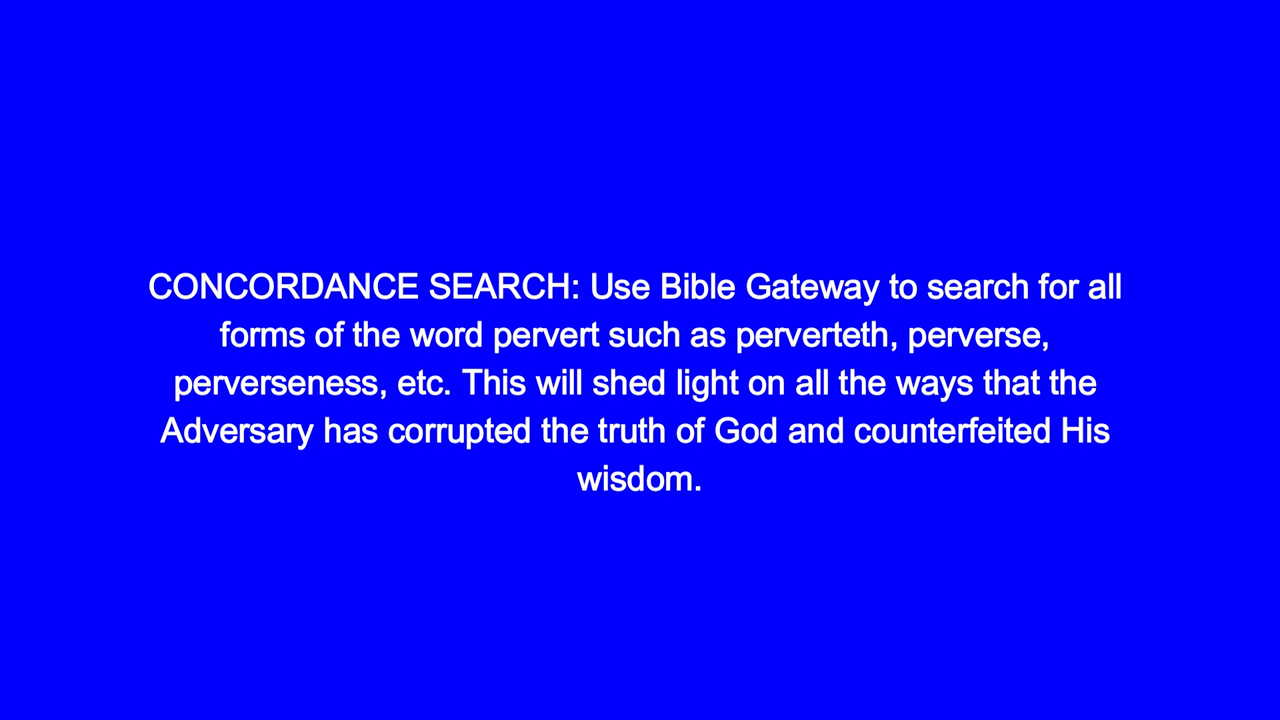 CONCORDANCE SEARCH: Use Bible Gateway to search for all
forms of the word pervert such as perverteth, perverse,
perverseness, etc. This will shed light on all the ways that the
Adversary has corrupted the truth of God and counterfeited His
wisdom.